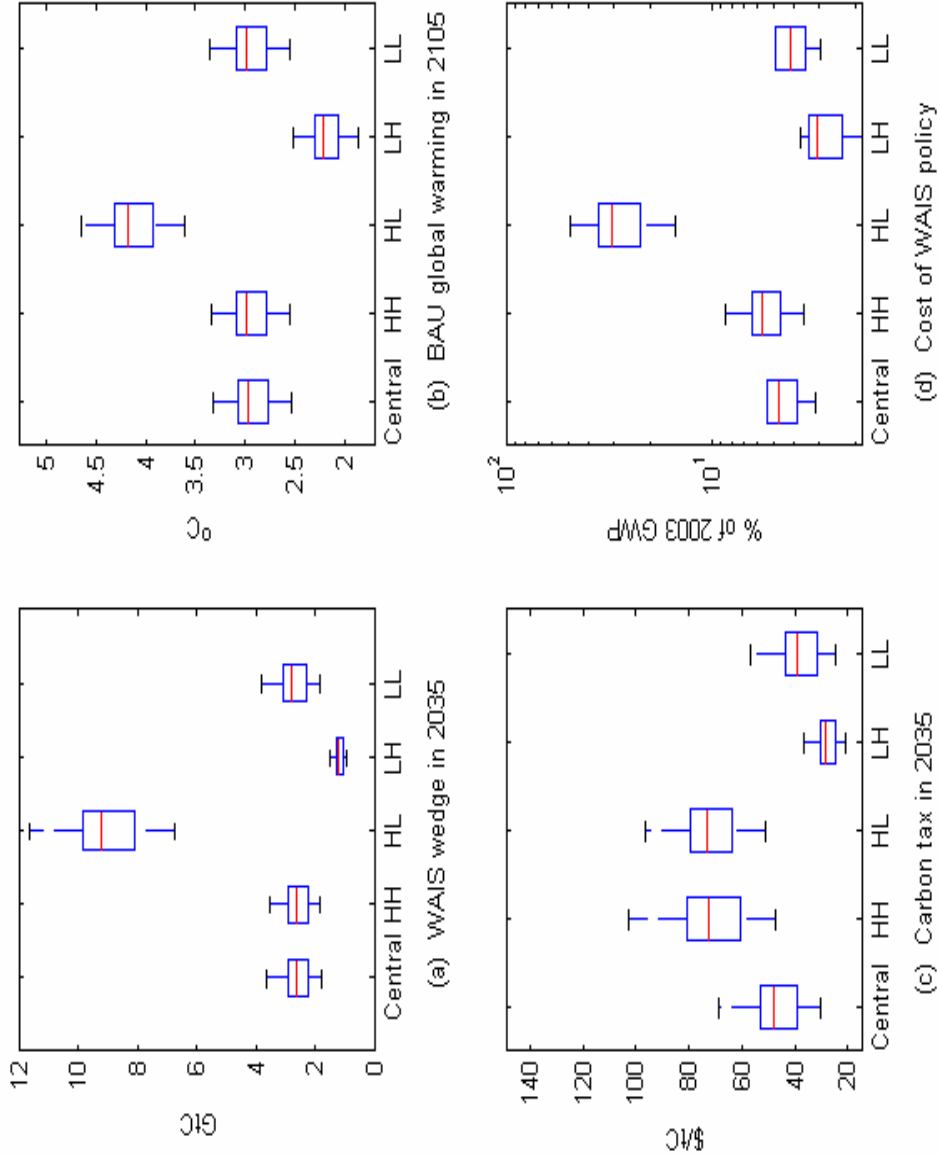 12
10
8
6
4
2
0
GtC
Central HH HL LH LL
(a) WAIS wedge in 2035
5
4.5
4
3.5
3
2.5
2
ºC
Central HH HL LH LL
(b) BAU global warming in 2105
140
120
100
80
60
40
20
$/tC
Central HH HL LH LL
(c) Carbon tax in 2035
10²
10¹
% of 2003 GWP
Central HH HL LH LL
(d) Cost of WAIS policy